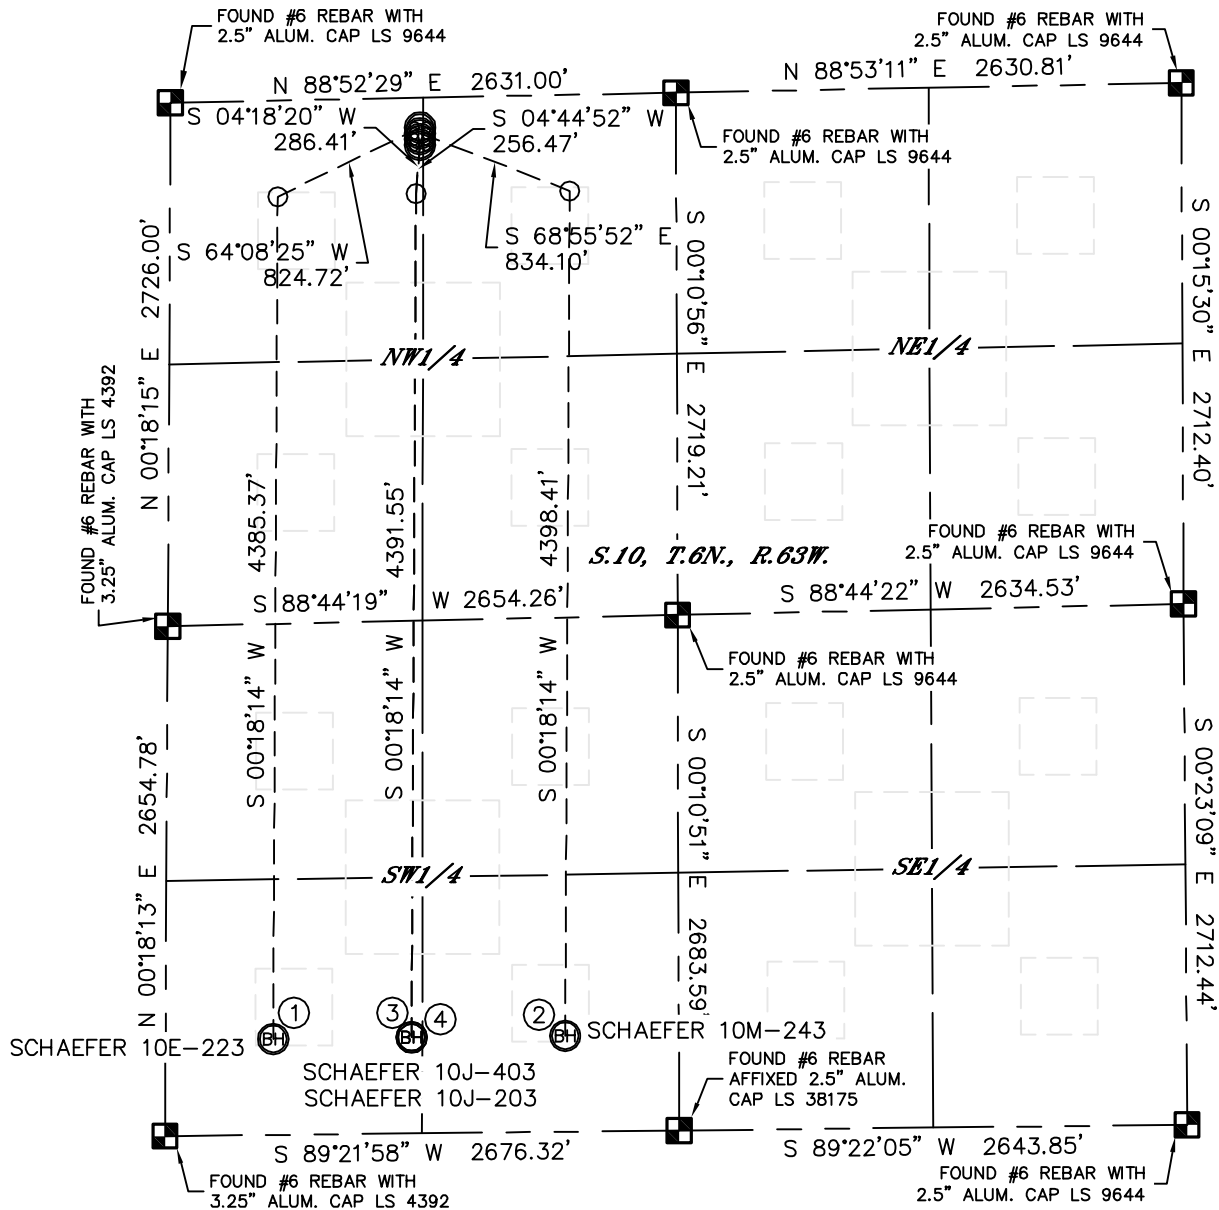 FOUND #6 REBAR WITH
2.5" ALUM. CAP LS 9644
FOUND #6 REBAR WITH
2.5" ALUM. CAP LS 9644
N 88°52'29" E 2631.00'
N 88°53'11" E 2630.81'
S 04°18'20" W
286.41'
S 04°44'52" W
256.47'
FOUND #6 REBAR WITH
2.5" ALUM. CAP LS 9644
S 64°08'25" W
824.72'
S 68°55'52" E
834.10'
N 00°18'15" E 2726.00'
S 00°10'56" E 2719.21'
S 00°15'30" E 2712.40'
NW1/4
NE1/4
FOUND #6 REBAR WITH
3.25" ALUM. CAP LS 4392
4385.37'
4391.55'
4398.41'
S.10, T.6N., R.63W.
FOUND #6 REBAR WITH
2.5" ALUM. CAP LS 9644
S 88°44'19" W 2654.26'
S 88°44'22" W 2634.53'
FOUND #6 REBAR WITH
2.5" ALUM. CAP LS 9644
S 00°18'14" W
S 00°18'14" W
S 00°18'14" W
N 00°18'13" E 2654.78'
S 00°10'51" E 2683.59'
S 00°23'09" E 2712.44'
SW1/4
SE1/4
1
3
4
2
BH
BH
BH
SCHAEFER 10E-223
SCHAEFER 10M-243
SCHAEFER 10J-403
SCHAEFER 10J-203
FOUND #6 REBAR
AFFIXED 2.5" ALUM.
CAP LS 38175
S 89°21'58" W 2676.32'
S 89°22'05" W 2643.85'
FOUND #6 REBAR WITH
3.25" ALUM. CAP LS 4392
FOUND #6 REBAR WITH
2.5" ALUM. CAP LS 9644